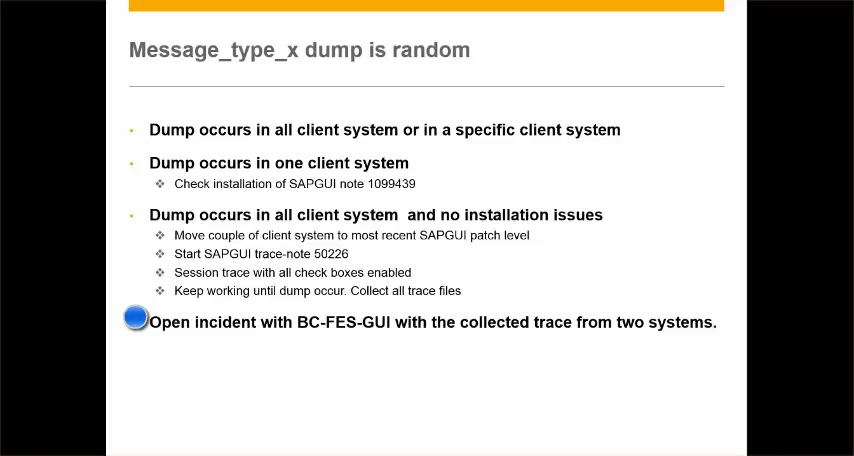 Message_type_x dump is random
Dump occurs in all client system or in a specific client system
Dump occurs in one client system
Check installation of SAPGUI note 1099439
Dump occurs in all client system and no installation issues
Move couple of client system to most recent SAPGUI patch level
Start SAPGUI trace-note 50226
Session trace with all check boxes enabled
Keep working until dump occur. Collect all trace files
Open incident with BC-FES-GUI with the collected trace from two systems.